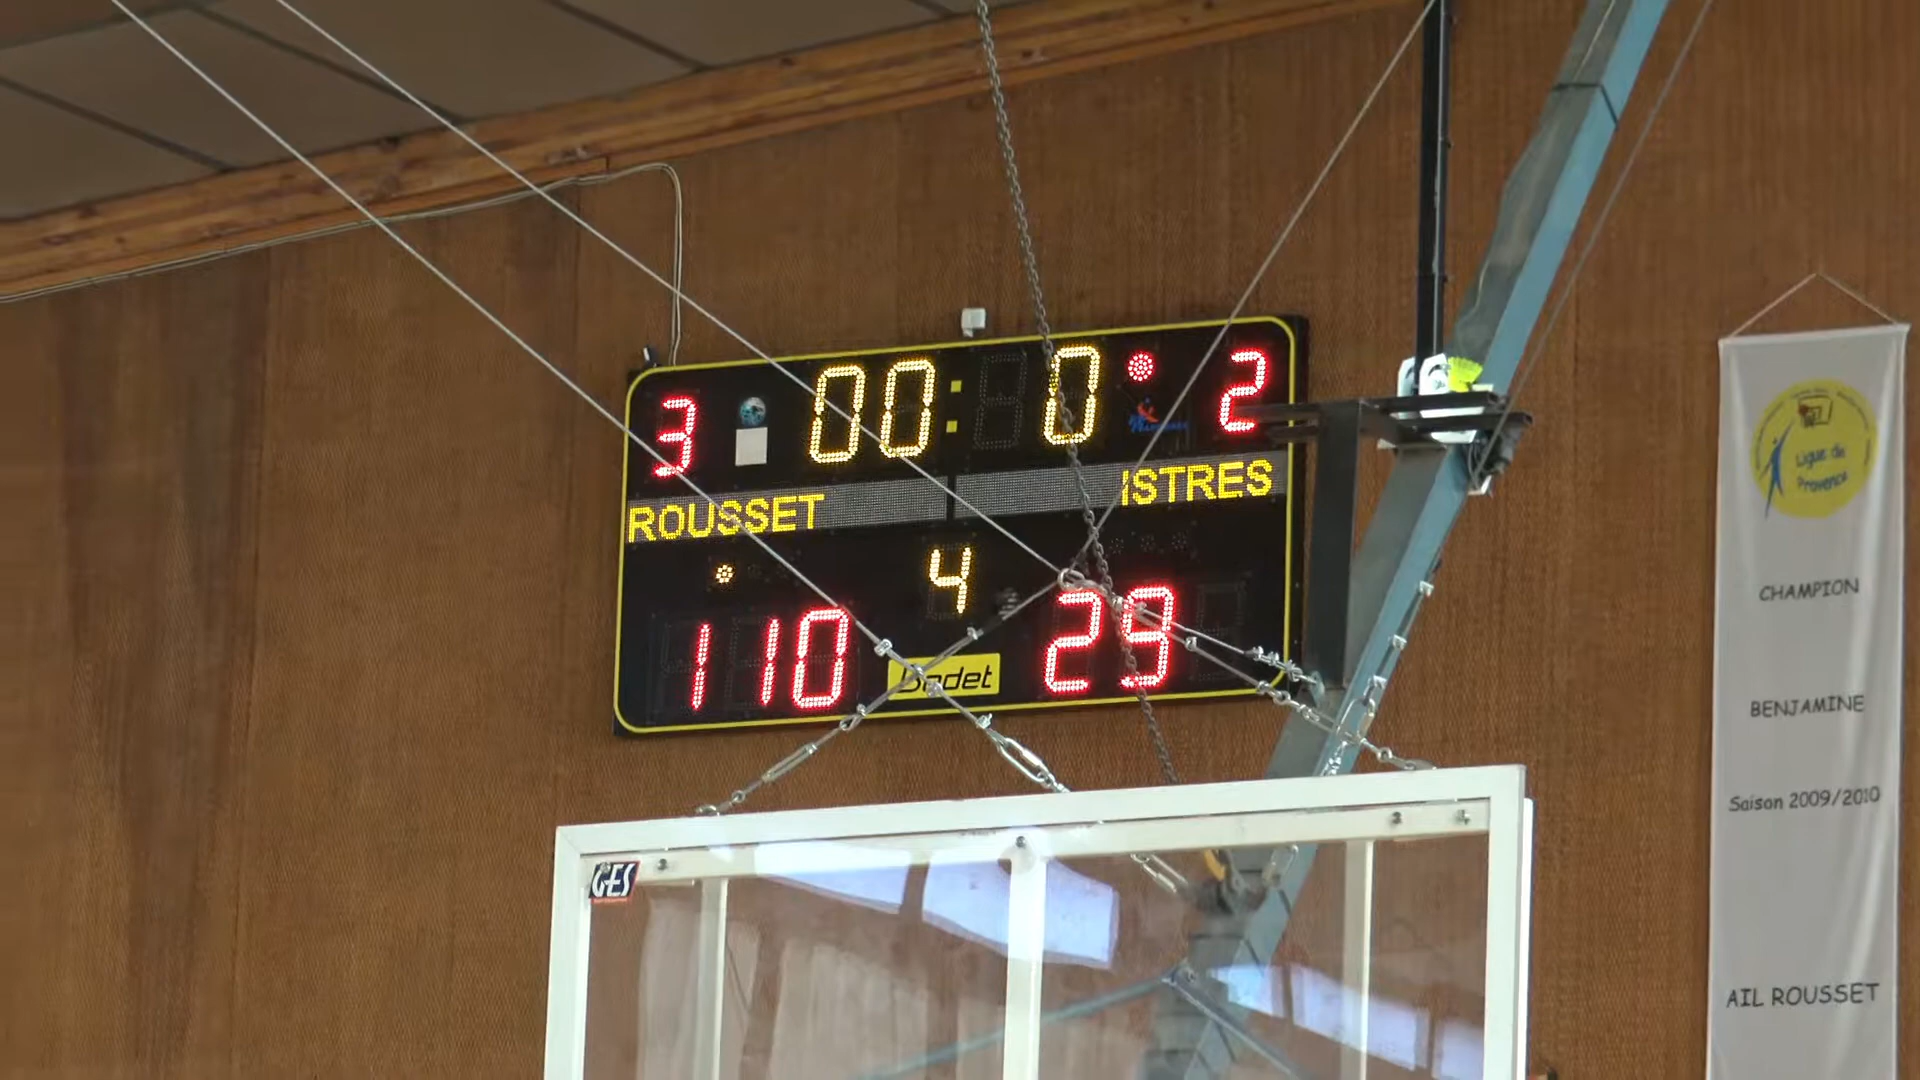 3 00:0 2
ROUSSET ISTRES
4
110 29
Bodet
GES
Ligue de
Provence
CHAMPION
BENJAMINE
Saison 2009/2010
AIL ROUSSET